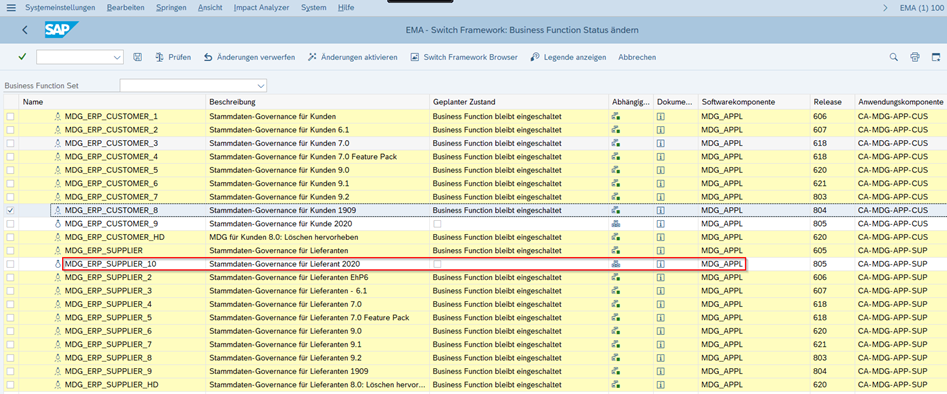 Systemeinstellungen Bearbeiten Springen Ansicht Impact Analyzer System Hilfe EMA (1) 100
SAP EMA - Switch Framework: Business Function Status ändern
Prüfen Änderungen verwerfen Änderungen aktivieren Switch Framework Browser Legende anzeigen Abbrechen
Business Function Set
Name Beschreibung Geplanter Zustand Abhängig... Dokume... Softwarekomponente Release Anwendungskomponente
MDG_ERP_CUSTOMER_1 Stammdaten-Governance für Kunden Business Function bleibt eingeschaltet MDG_APPL 606 CA-MDG-APP-CUS
MDG_ERP_CUSTOMER_2 Stammdaten-Governance für Kunden 6.1 Business Function bleibt eingeschaltet MDG_APPL 607 CA-MDG-APP-CUS
MDG_ERP_CUSTOMER_3 Stammdaten-Governance für Kunden 7.0 Business Function bleibt eingeschaltet MDG_APPL 618 CA-MDG-APP-CUS
MDG_ERP_CUSTOMER_4 Stammdaten-Governance für Kunden 7.0 Feature Pack Business Function bleibt eingeschaltet MDG_APPL 618 CA-MDG-APP-CUS
MDG_ERP_CUSTOMER_5 Stammdaten-Governance für Kunden 9.0 Business Function bleibt eingeschaltet MDG_APPL 620 CA-MDG-APP-CUS
MDG_ERP_CUSTOMER_6 Stammdaten-Governance für Kunden 9.1 Business Function bleibt eingeschaltet MDG_APPL 621 CA-MDG-APP-CUS
MDG_ERP_CUSTOMER_7 Stammdaten-Governance für Kunden 9.2 Business Function bleibt eingeschaltet MDG_APPL 803 CA-MDG-APP-CUS
MDG_ERP_CUSTOMER_8 Stammdaten-Governance für Kunden 1909 Business Function bleibt eingeschaltet MDG_APPL 804 CA-MDG-APP-CUS
MDG_ERP_CUSTOMER_9 Stammdaten-Governance für Kunde 2020 MDG_APPL 805 CA-MDG-APP-CUS
MDG_ERP_CUSTOMER_HD MDG für Kunden 8.0: Löschen hervorheben Business Function bleibt eingeschaltet MDG_APPL 620 CA-MDG-APP-CUS
MDG_ERP_SUPPLIER Stammdaten-Governance für Lieferanten Business Function bleibt eingeschaltet MDG_APPL 605 CA-MDG-APP-SUP
MDG_ERP_SUPPLIER_10 Stammdaten-Governance für Lieferant 2020 MDG_APPL 805 CA-MDG-APP-SUP
MDG_ERP_SUPPLIER_2 Stammdaten-Governance für Lieferanten EhP6 Business Function bleibt eingeschaltet MDG_APPL 606 CA-MDG-APP-SUP
MDG_ERP_SUPPLIER_3 Stammdaten-Governance für Lieferanten - 6.1 Business Function bleibt eingeschaltet MDG_APPL 607 CA-MDG-APP-SUP
MDG_ERP_SUPPLIER_4 Stammdaten-Governance für Lieferanten 7.0 Business Function bleibt eingeschaltet MDG_APPL 618 CA-MDG-APP-SUP
MDG_ERP_SUPPLIER_5 Stammdaten-Governance für Lieferanten 7.0 Feature Pack Business Function bleibt eingeschaltet MDG_APPL 618 CA-MDG-APP-SUP
MDG_ERP_SUPPLIER_6 Stammdaten-Governance für Lieferanten 9.0 Business Function bleibt eingeschaltet MDG_APPL 620 CA-MDG-APP-SUP
MDG_ERP_SUPPLIER_7 Stammdaten-Governance für Lieferanten 9.1 Business Function bleibt eingeschaltet MDG_APPL 621 CA-MDG-APP-SUP
MDG_ERP_SUPPLIER_8 Stammdaten-Governance für Lieferanten 9.2 Business Function bleibt eingeschaltet MDG_APPL 803 CA-MDG-APP-SUP
MDG_ERP_SUPPLIER_9 Stammdaten-Governance für Lieferanten 1909 Business Function bleibt eingeschaltet MDG_APPL 804 CA-MDG-APP-SUP
MDG_ERP_SUPPLIER_HD Stammdaten-Governance für Lieferanten 8.0: Löschen hervor... Business Function bleibt eingeschaltet MDG_APPL 620 CA-MDG-APP-SUP